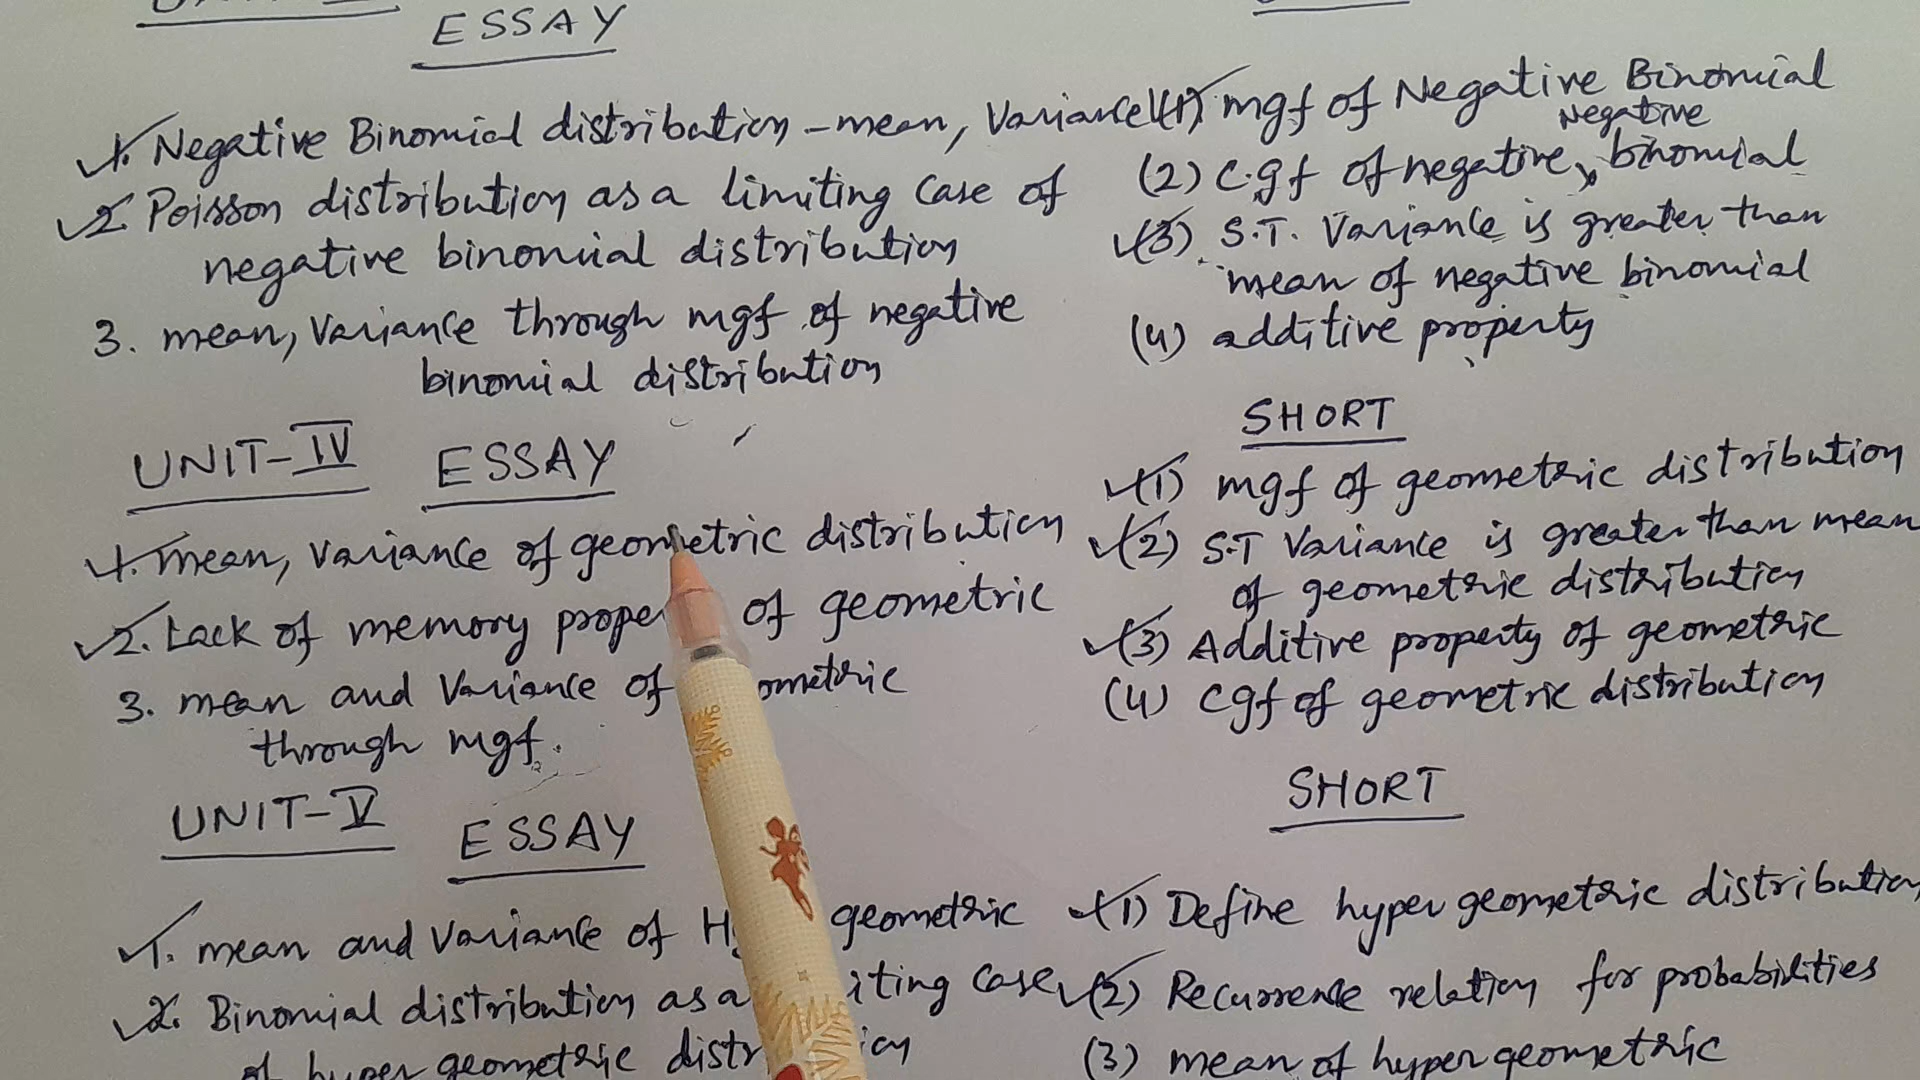 ESSAY
1. Negative Binomial distribution - mean, Variance
2. Poisson distribution as a limiting case of
negative binomial distribution
3. mean, Variance through mgf of negative
binomial distribution
(1) mgf of Negative Binomial
Negative
(2) c.g.f of negative binomial
(3) S.T. Variance is greater than
mean of negative binomial
(4) additive property
UNIT-IV ESSAY
1. mean, variance of geometric distribution
2. Lack of memory of geometric
3. mean and Variance of
through mgf.
SHORT
(1) mgf of geometric distribution
(2) S.T Variance is greater than mean
of geometric distribution
(3) Additive property of geometric
(4) cgf of geometric distribution
UNIT-V ESSAY
1. mean and Variance of geometric
2. Binomial distribution as a case
of hyper geometric
SHORT
(1) Define hyper geometric distribution
(2) Recurrence relation for probabilities
(3) mean of hyper geometric